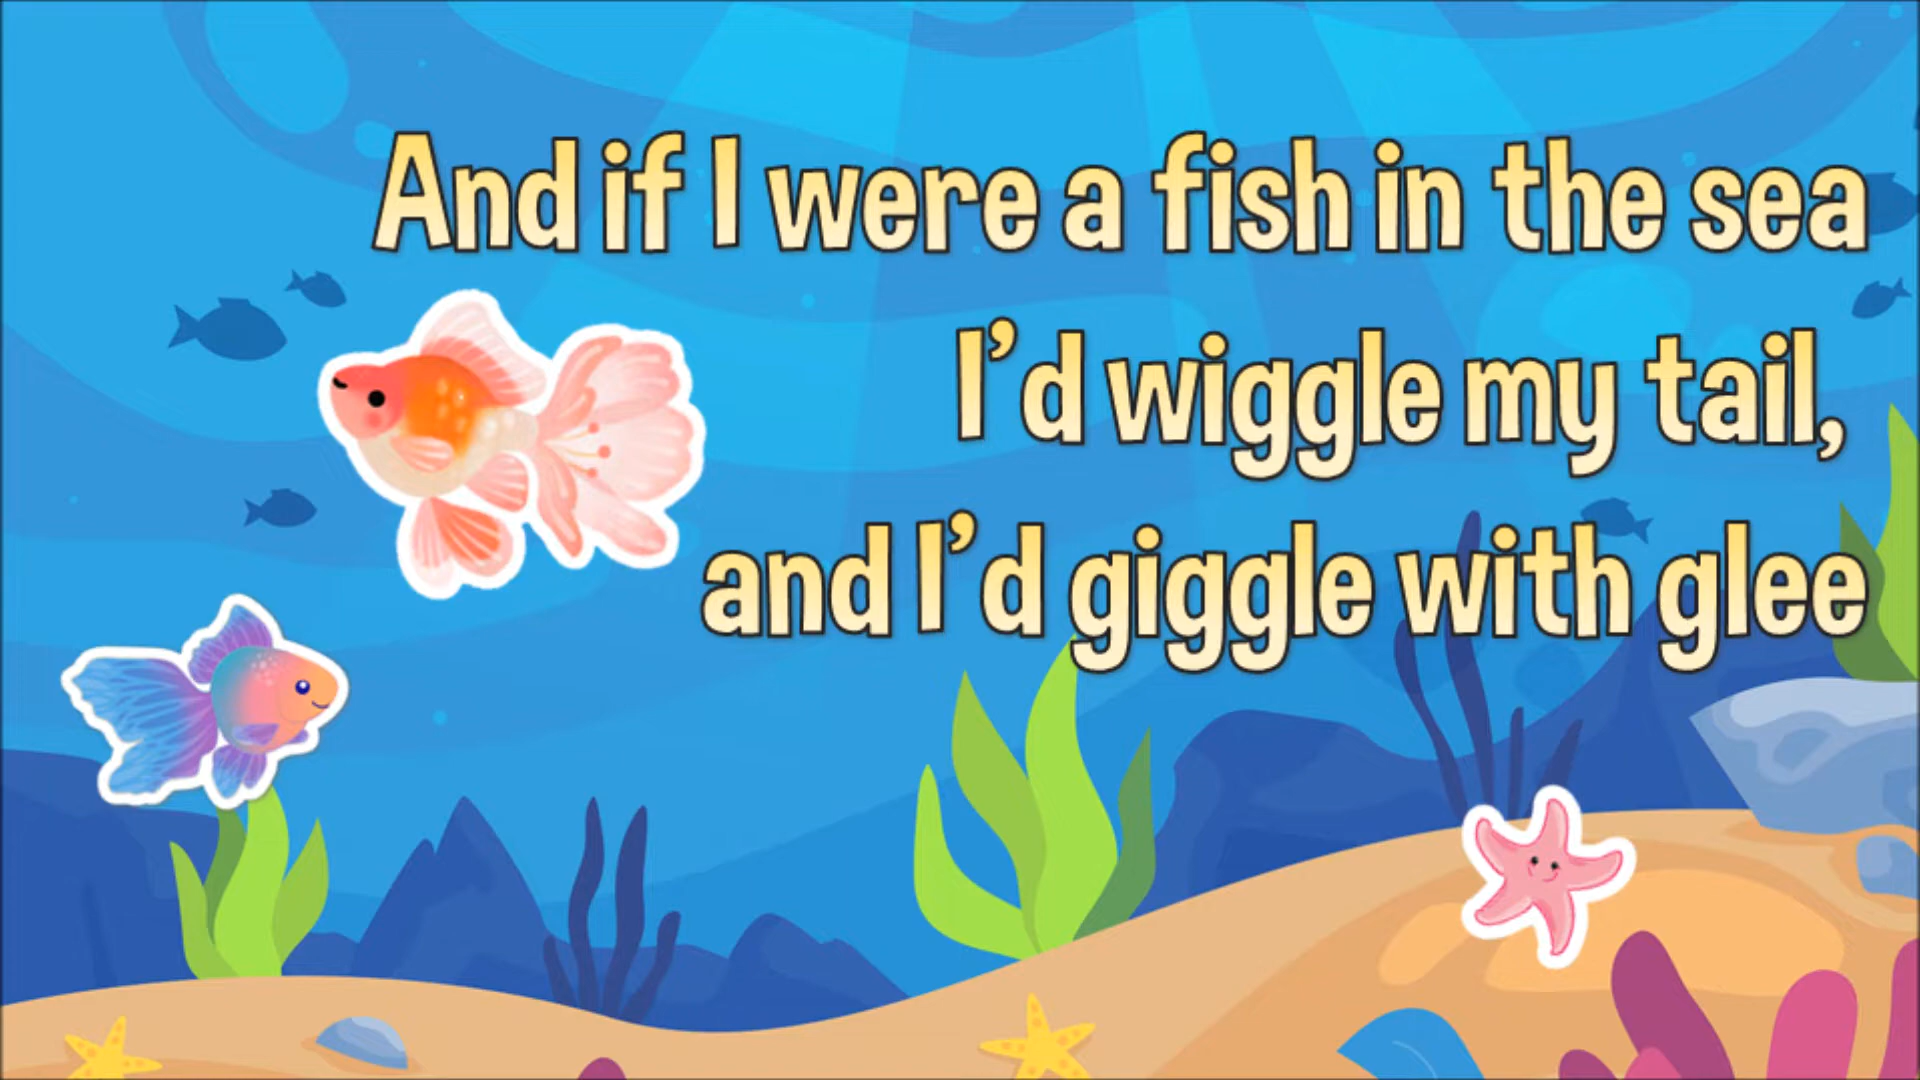 And if I were a fish in the sea
I’d wiggle my tail,
and I’d giggle with glee